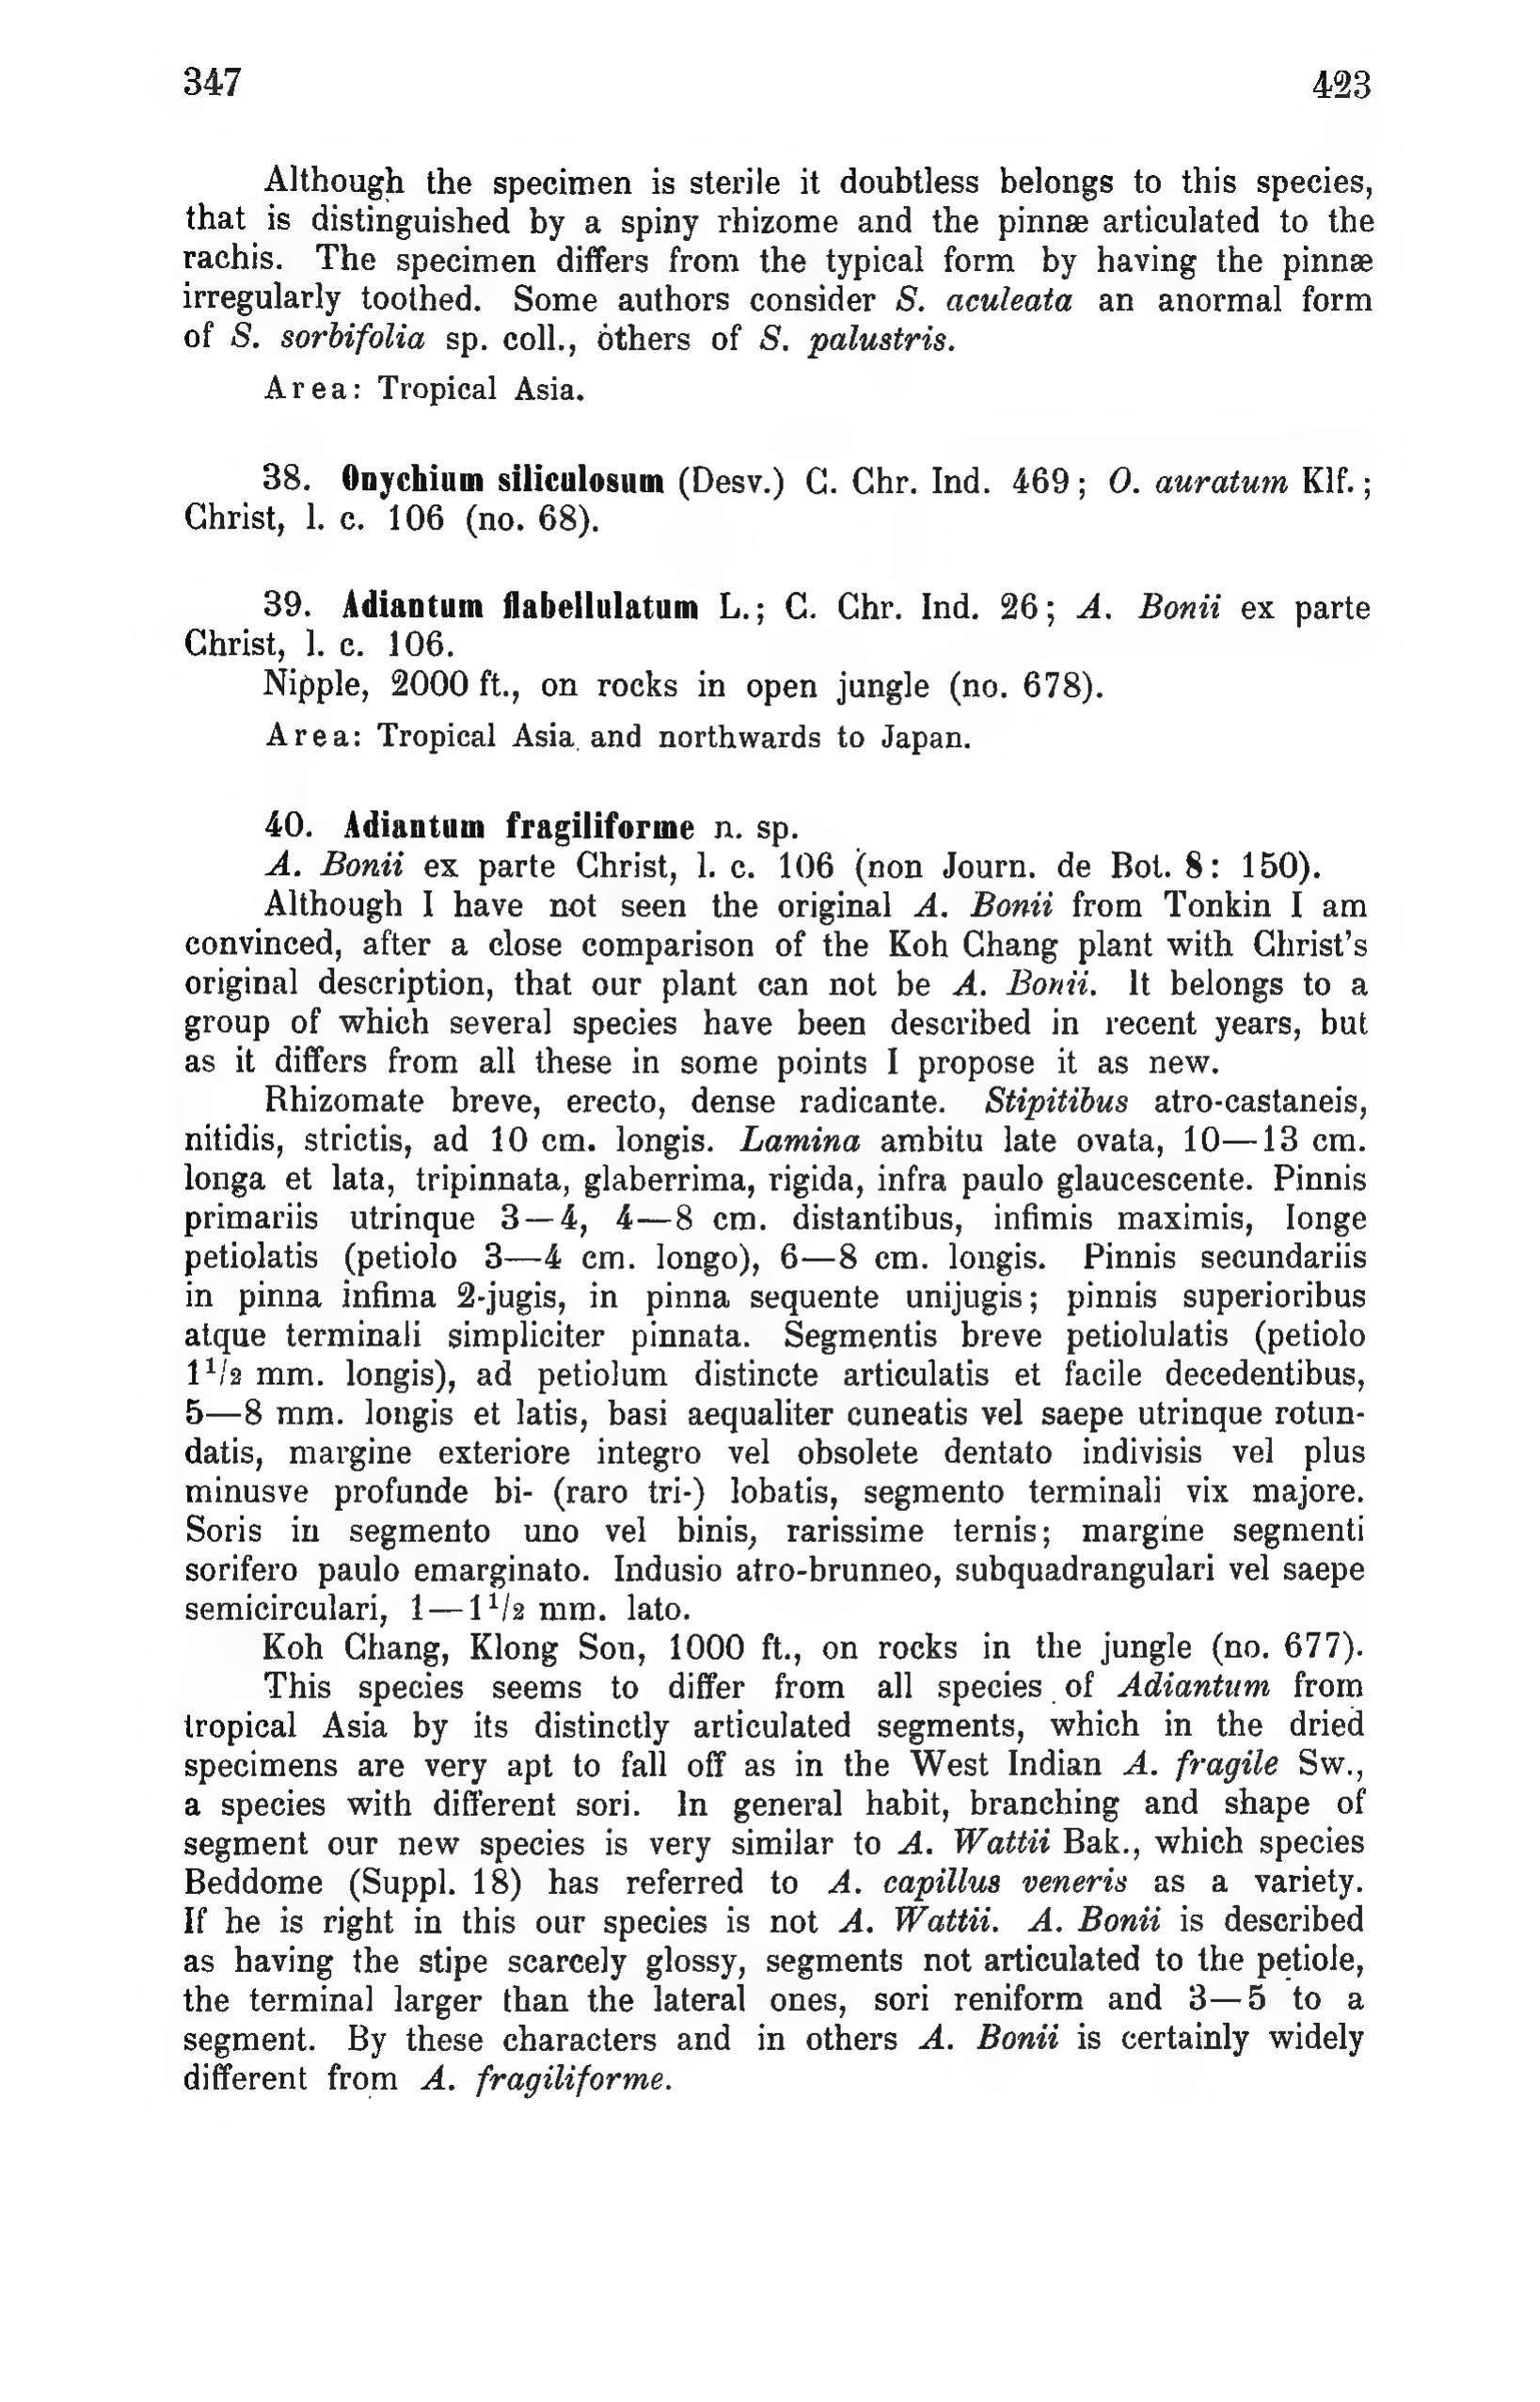 347 423
Although the specimen is sterile it doubtless belongs to this species,
that is distinguished by a spiny rhizome and the pinnæ articulated to the
rachis. The specimen differs from the typical form by having the pinnæ
irregularly toothed. Some authors consider S. aculeata an anormal form
of S. sorbifolia sp. coll., others of S. palustris.
Area: Tropical Asia.
38. Onychium siliculosum (Desv.) C. Chr. Ind. 469; O. auratum Klf.;
Christ, l. c. 106 (no. 68).
39. Adiantum flabellulatum L.; C. Chr. Ind. 26; A. Bonii ex parte
Christ, l. c. 106.
Nipple, 2000 ft., on rocks in open jungle (no. 678).
Area: Tropical Asia and northwards to Japan.
40. Adiantum fragiliforme n. sp.
A. Bonii ex parte Christ, l. c. 106 (non Journ. de Bot. 8: 150).
Although I have not seen the original A. Bonii from Tonkin I am
convinced, after a close comparison of the Koh Chang plant with Christ's
original description, that our plant can not be A. Bonii. It belongs to a
group of which several species have been described in recent years, but
as it differs from all these in some points I propose it as new.
Rhizomate breve, erecto, dense radicante. Stipitibus atro-castaneis,
nitidis, strictis, ad 10 cm. longis. Lamina ambitu late ovata, 10—13 cm.
longa et lata, tripinnata, glaberrima, rigida, infra paulo glaucescente. Pinnis
primariis utrinque 3—4, 4—8 cm. distantibus, infimis maximis, longe
petiolatis (petiolo 3—4 cm. longo), 6—8 cm. longis. Pinnis secundariis
in pinna infima 2-jugis, in pinna sequente unijugis; pinnis superioribus
atque terminali simpliciter pinnata. Segmentis breve petiolulatis (petiolo
1¹/₂ mm. longis), ad petiolum distincte articulatis et facile decedentibus,
5—8 mm. longis et latis, basi aequaliter cuneatis vel saepe utrinque rotun-
datis, margine exteriore integro vel obsolete dentato indivisis vel plus
minusve profunde bi- (raro tri-) lobatis, segmento terminali vix majore.
Soris in segmento uno vel binis, rarissime ternis; margine segmenti
sorifero paulo emarginato. Indusio atro-brunneo, subquadrangulari vel saepe
semicirculari, 1—1¹/₂ mm. lato.
Koh Chang, Klong Son, 1000 ft., on rocks in the jungle (no. 677).
This species seems to differ from all species of Adiantum from
tropical Asia by its distinctly articulated segments, which in the dried
specimens are very apt to fall off as in the West Indian A. fragile Sw.,
a species with different sori. In general habit, branching and shape of
segment our new species is very similar to A. Wattii Bak., which species
Beddome (Suppl. 18) has referred to A. capillus veneris as a variety.
If he is right in this our species is not A. Wattii. A. Bonii is described
as having the stipe scarcely glossy, segments not articulated to the petiole,
the terminal larger than the lateral ones, sori reniform and 3—5 to a
segment. By these characters and in others A. Bonii is certainly widely
different from A. fragiliforme.